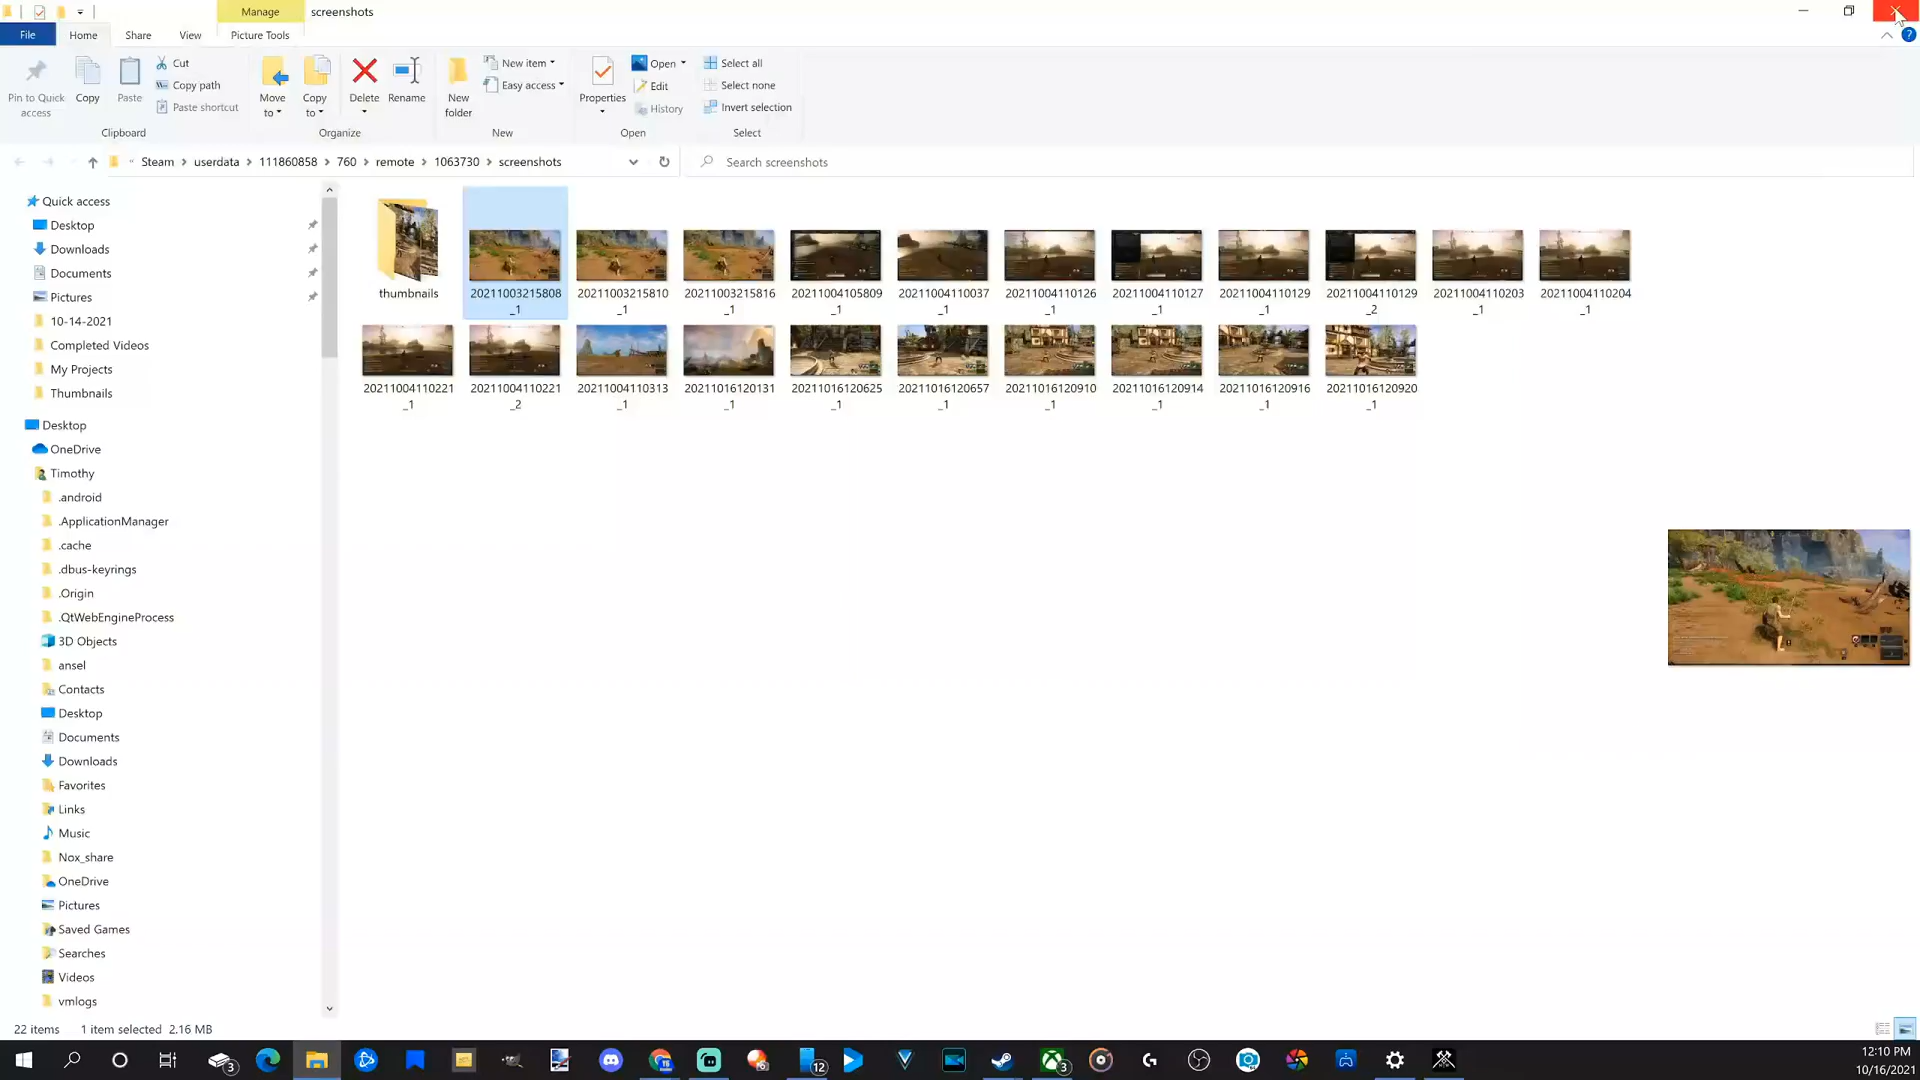 Manage screenshots
File Home Share View Picture Tools
Pin to Quick access
Copy
Paste
Cut
Copy path
Paste shortcut
Clipboard
Move to
Copy to
Delete
Rename
Organize
New folder
New item
Easy access
New
Properties
Open
Edit
History
Open
Select all
Select none
Invert selection
Select
Steam userdata 111860858 760 remote 1063730 screenshots
Search screenshots
Quick access
Desktop
Downloads
Documents
Pictures
10-14-2021
Completed Videos
My Projects
Thumbnails
Desktop
OneDrive
Timothy
.android
.ApplicationManager
.cache
.dbus-keyrings
.Origin
.QtWebEngineProcess
3D Objects
ansel
Contacts
Desktop
Documents
Downloads
Favorites
Links
Music
Nox_share
OneDrive
Pictures
Saved Games
Searches
Videos
vmlogs
thumbnails
20211003215808_1
20211003215810_1
20211003215816_1
20211004105809_1
20211004110037_1
20211004110126_1
20211004110127_1
20211004110129_1
20211004110129_2
20211004110203_1
20211004110204_1
20211004110221_1
20211004110221_2
20211004110313_1
20211016120131_1
20211016120625_1
20211016120657_1
20211016120910_1
20211016120914_1
20211016120916_1
20211016120920_1
22 items 1 item selected 2.16 MB
3
12
3
12:10 PM
10/16/2021